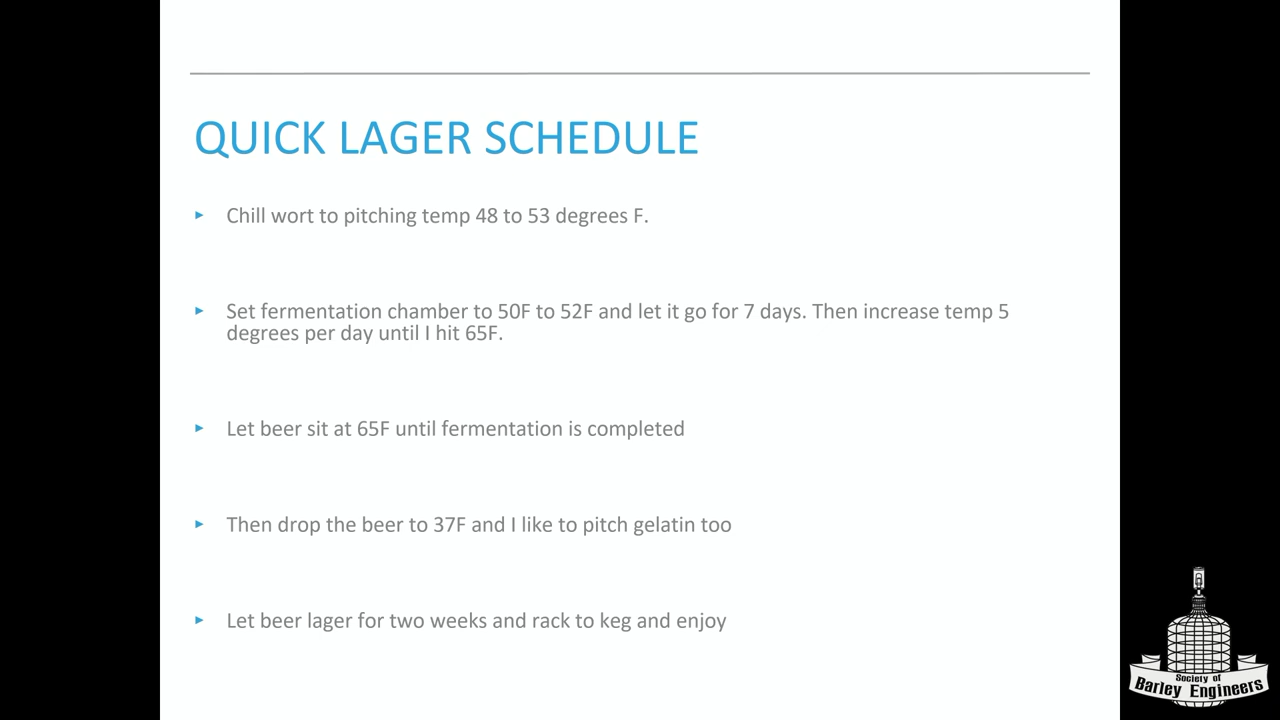 QUICK LAGER SCHEDULE
Chill wort to pitching temp 48 to 53 degrees F.
Set fermentation chamber to 50F to 52F and let it go for 7 days. Then increase temp 5
degrees per day until I hit 65F.
Let beer sit at 65F until fermentation is completed
Then drop the beer to 37F and I like to pitch gelatin too
Let beer lager for two weeks and rack to keg and enjoy
Society of
Barley Engineers